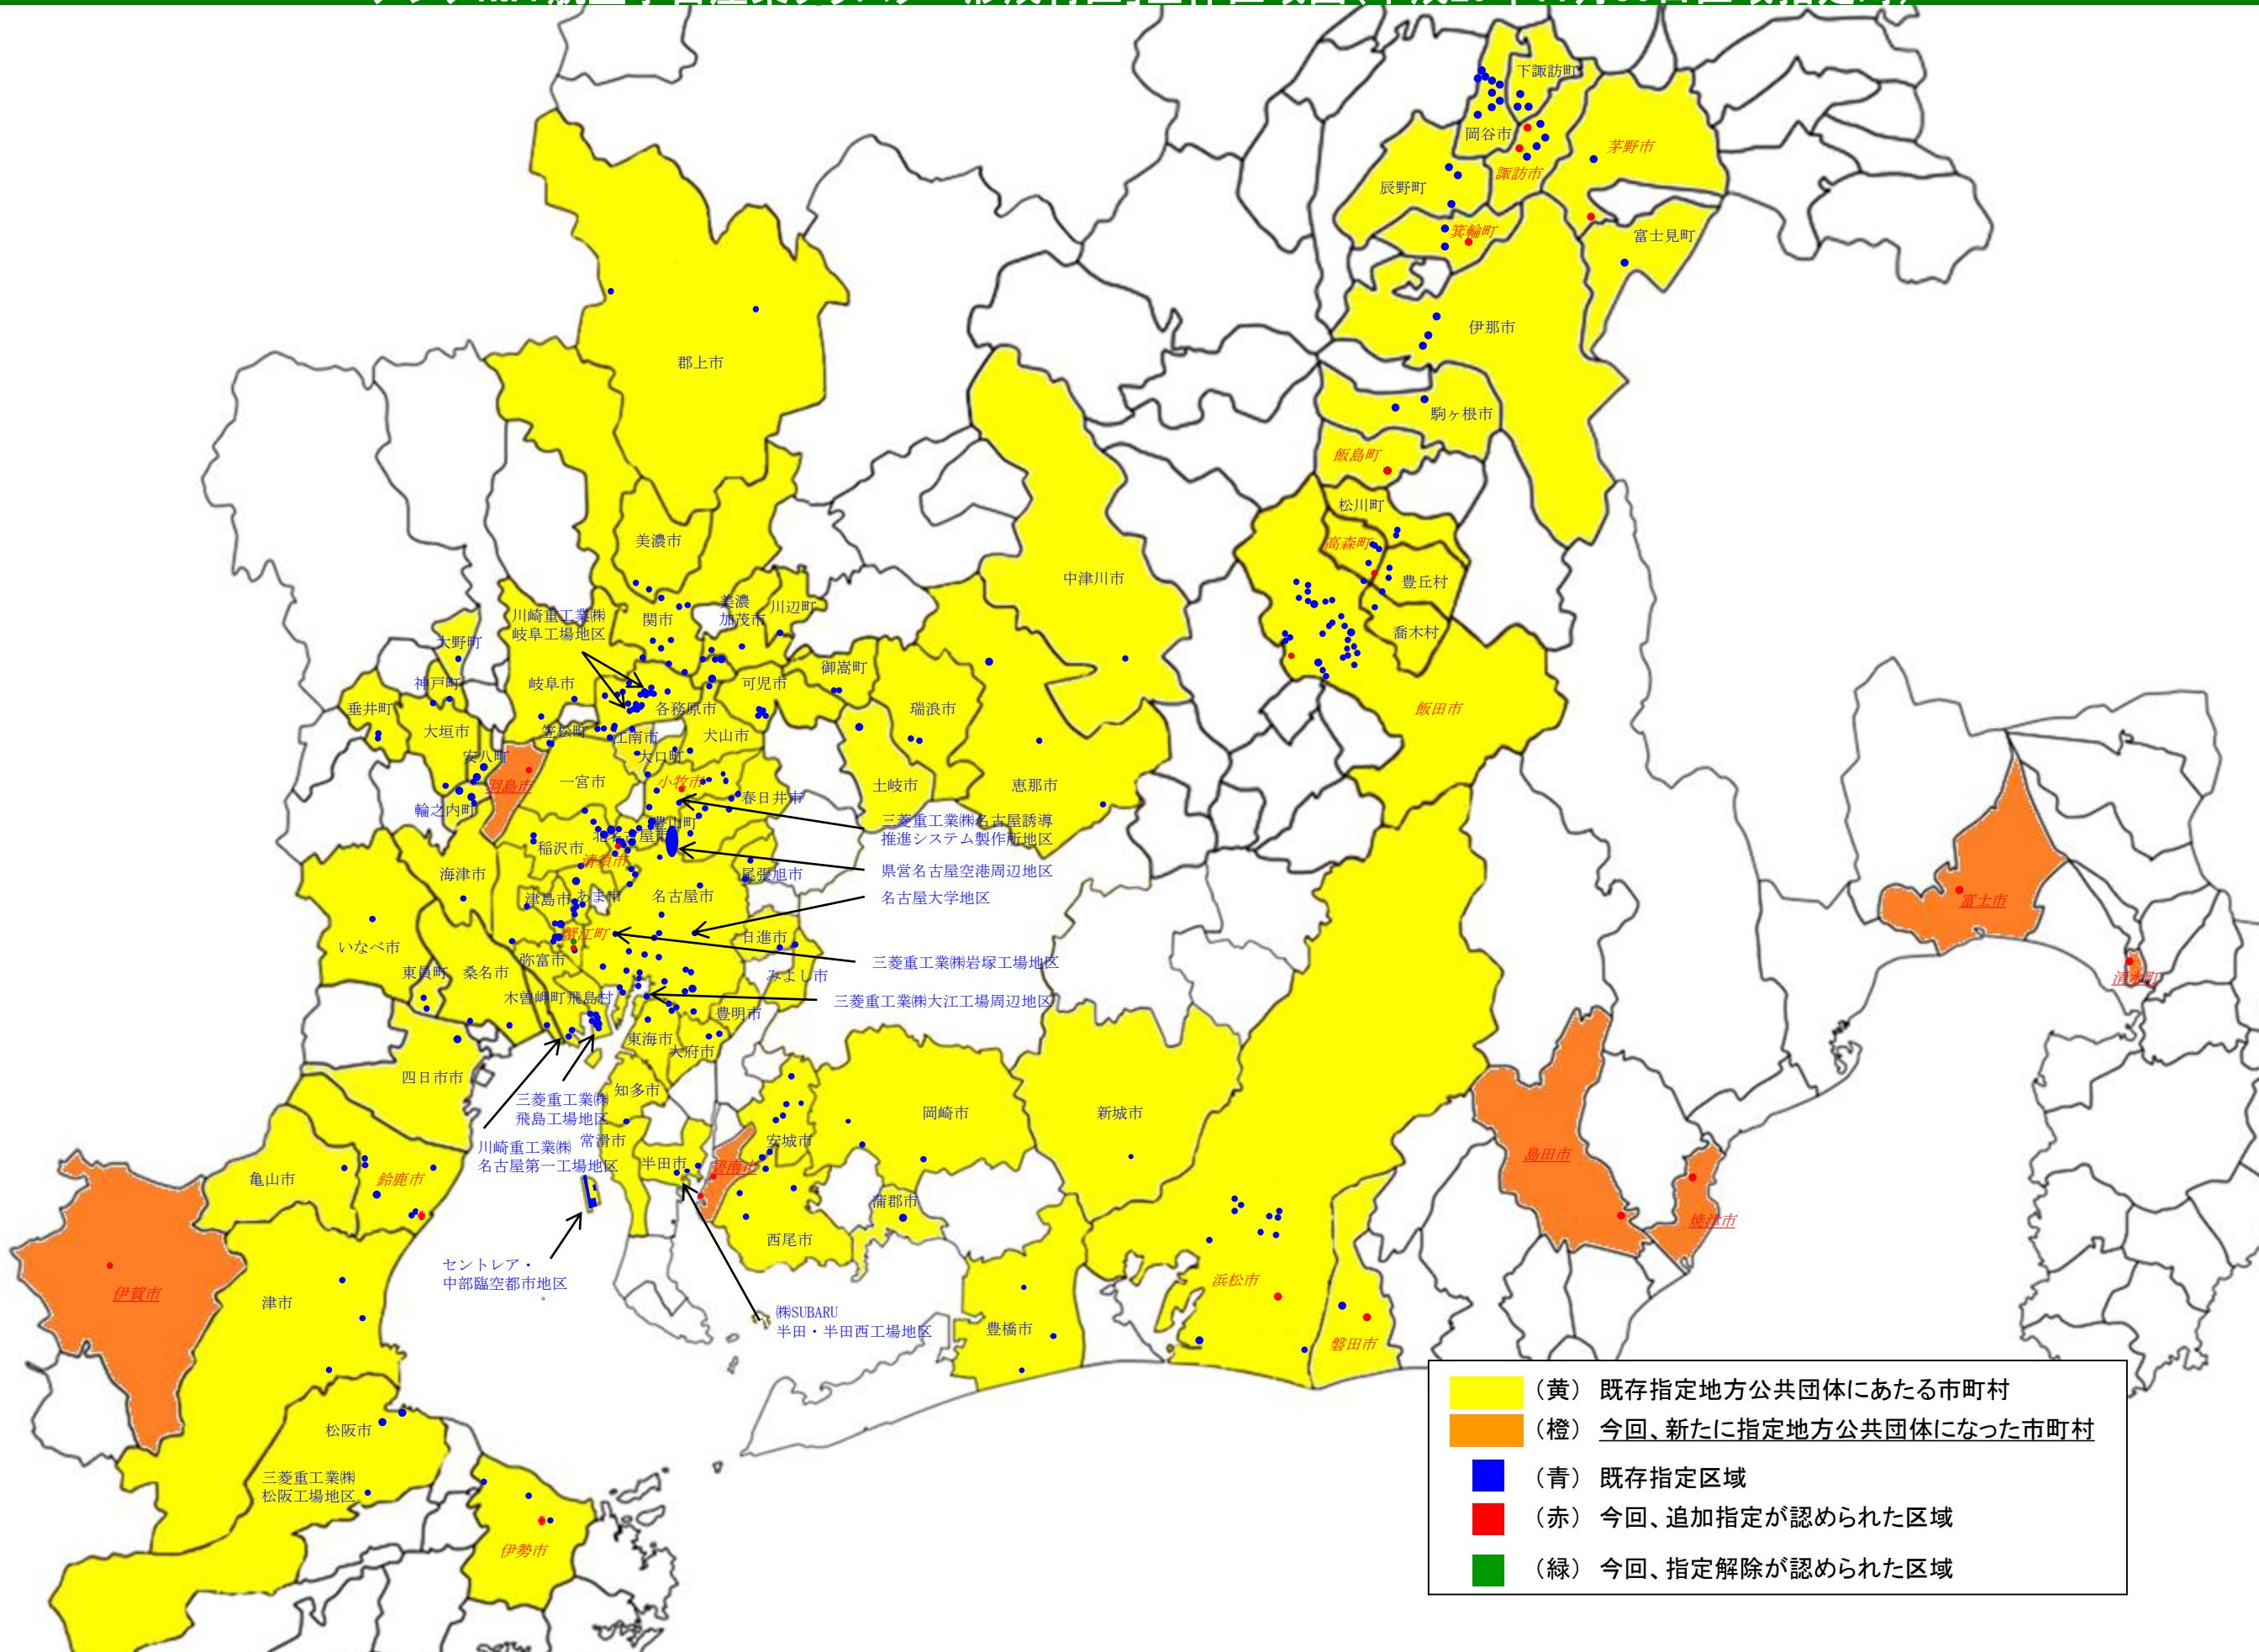 下諏訪町
岡谷市
茅野市
諏訪市
辰野町
箕輪町
富士見町
伊那市
郡上市
駒ヶ根市
飯島町
松川町
美濃市
高森町
中津川市
豊丘村
美濃
加茂市
川辺町
川崎重工業㈱
岐阜工場地区
関市
喬木村
大野町
御嵩町
神戸町
岐阜市
可児市
垂井町
各務原市
瑞浪市
飯田市
大垣市
笠松町
江南市
犬山市
安八町
大口町
羽島市
一宮市
小牧市
土岐市
恵那市
輪之内町
春日井市
豊山町
三菱重工業㈱名古屋誘導
推進システム製作所地区
北名古屋市
稲沢市
清須市
県営名古屋空港周辺地区
海津市
尾張旭市
津島市
あま市
名古屋市
名古屋大学地区
富士市
蟹江町
日進市
いなべ市
弥富市
三菱重工業㈱岩塚工場地区
東員町
桑名市
みよし市
清水町
木曽岬町
飛島村
三菱重工業㈱大江工場周辺地区
豊明市
東海市
大府市
四日市市
知多市
三菱重工業㈱
飛島工場地区
岡崎市
新城市
川崎重工業㈱
名古屋第一工場地区
常滑市
安城市
島田市
半田市
碧南市
亀山市
鈴鹿市
蒲郡市
焼津市
西尾市
セントレア・
中部臨空都市地区
浜松市
伊賀市
津市
㈱SUBARU
半田・半田西工場地区
豊橋市
磐田市
松阪市
三菱重工業㈱
松阪工場地区
伊勢市
（黄） 既存指定地方公共団体にあたる市町村
（橙） 今回、新たに指定地方公共団体になった市町村
（青） 既存指定区域
（赤） 今回、追加指定が認められた区域
（緑） 今回、指定解除が認められた区域